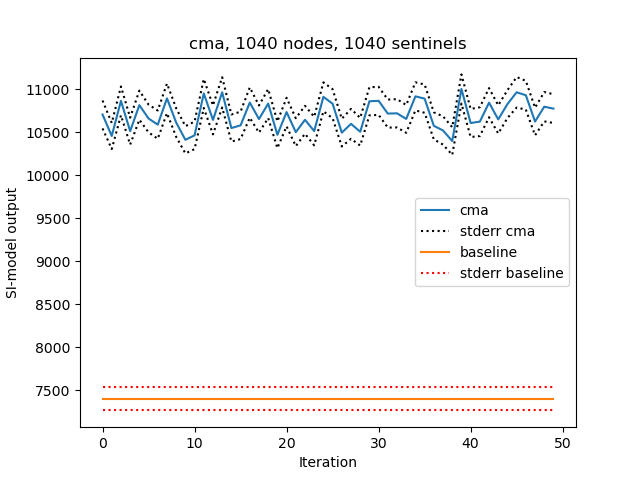 cma, 1040 nodes, 1040 sentinels
SI-model output
11000
10500
10000
9500
9000
8500
8000
7500
cma
stderr cma
baseline
stderr baseline
0 10 20 30 40 50
Iteration